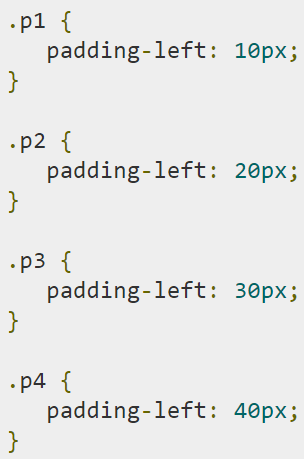 .p1 {
   padding-left: 10px;
}

.p2 {
   padding-left: 20px;
}

.p3 {
   padding-left: 30px;
}

.p4 {
   padding-left: 40px;
}